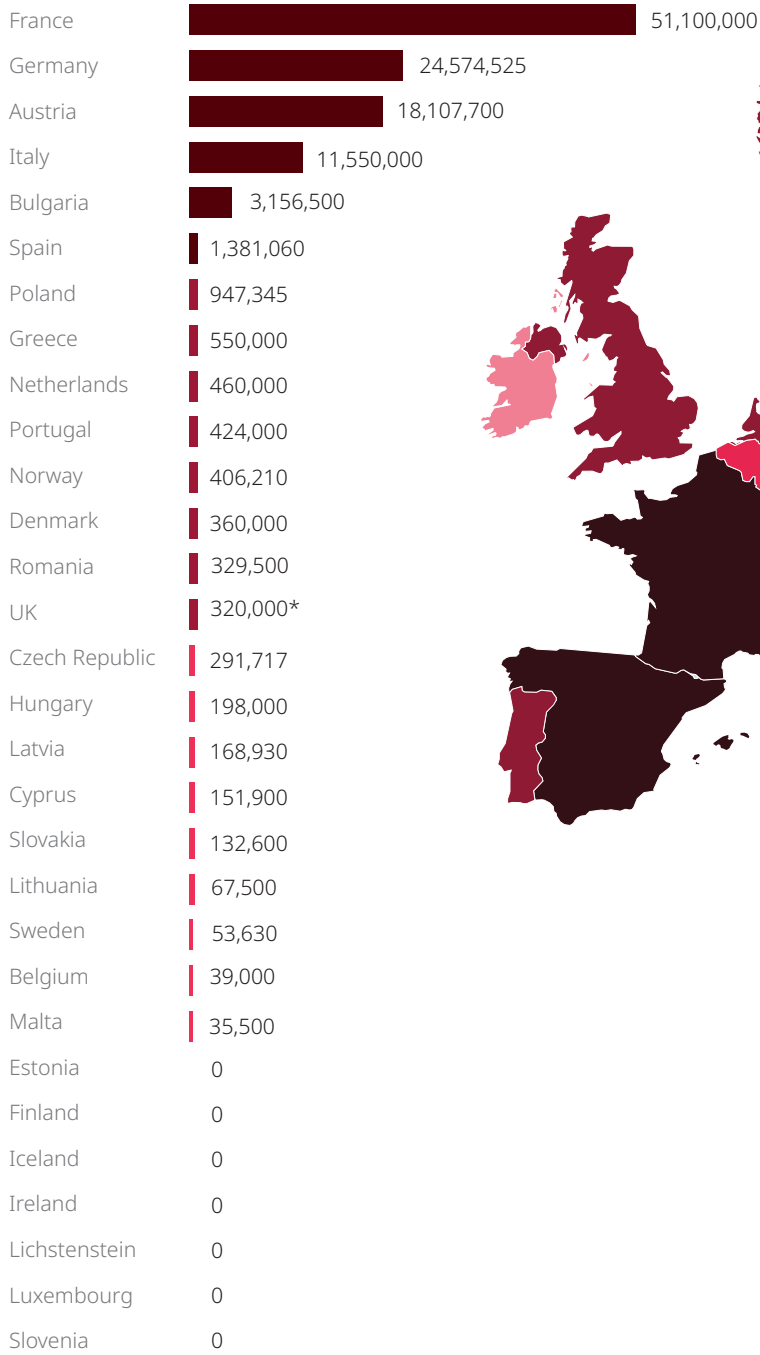 France 51,100,000
Germany 24,574,525
Austria 18,107,700
Italy 11,550,000
Bulgaria 3,156,500
Spain 1,381,060
Poland 947,345
Greece 550,000
Netherlands 460,000
Portugal 424,000
Norway 406,210
Denmark 360,000
Romania 329,500
UK 320,000*
Czech Republic 291,717
Hungary 198,000
Latvia 168,930
Cyprus 151,900
Slovakia 132,600
Lithuania 67,500
Sweden 53,630
Belgium 39,000
Malta 35,500
Estonia 0
Finland 0
Iceland 0
Ireland 0
Lichstenstein 0
Luxembourg 0
Slovenia 0